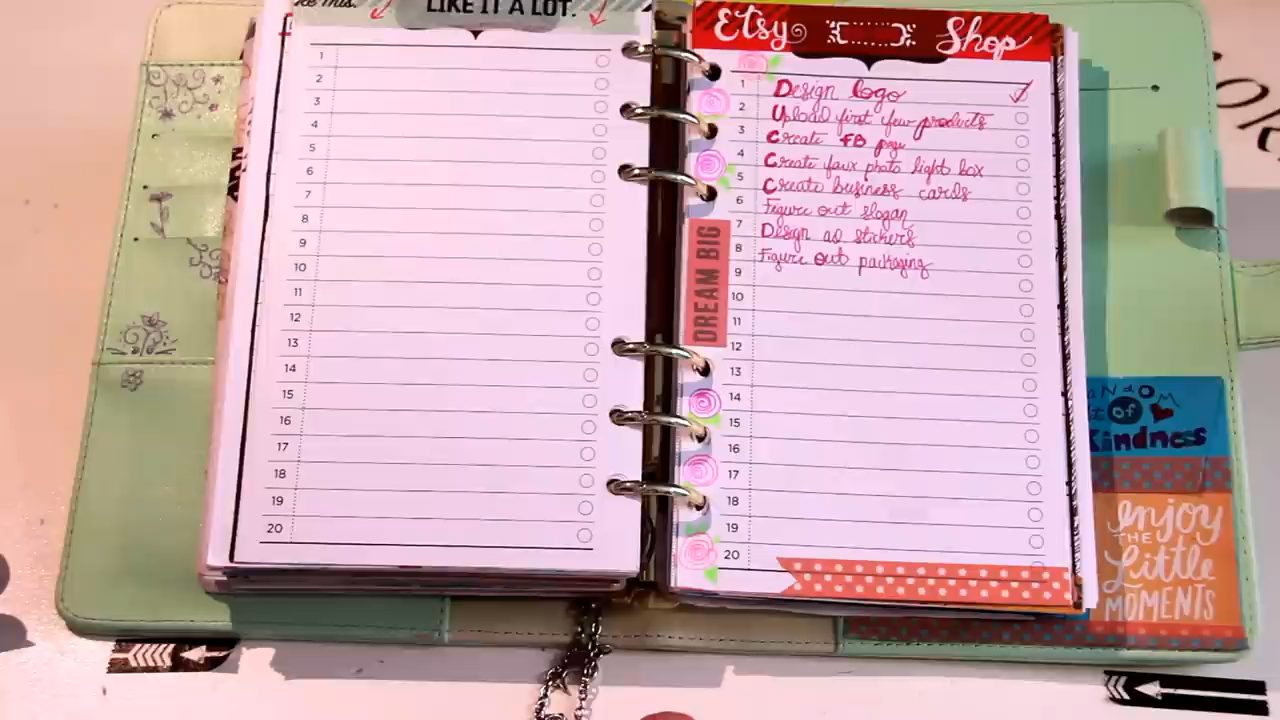 ke this.
LIKE IT A LOT.
1
2
3
4
5
6
7
8
9
10
11
12
13
14
15
16
17
18
19
20
Etsy Shop
1 Design logo
2 Upload first few products
3 Create FB page
4 Create faux photo light box
5 Create business cards
6 Figure out slogan
7 Design ad stickers
8 Figure out packaging
9
10
11
12
13
14
15
16
17
18
19
20
DREAM BIG
of
Kindness
enjoy
THE
Little
MOMENTS